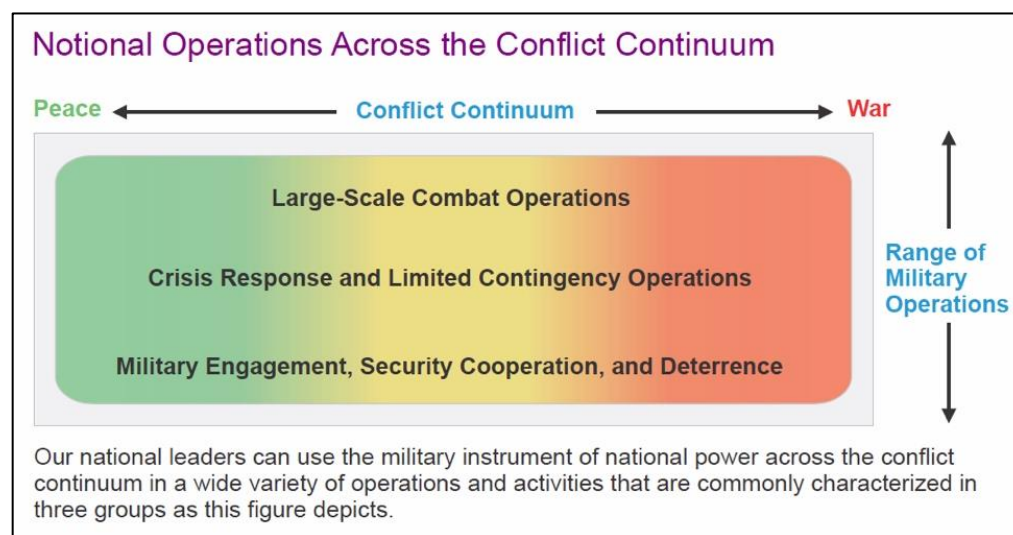 Notional Operations Across the Conflict Continuum
Peace
Conflict Continuum
War
Large-Scale Combat Operations
Crisis Response and Limited Contingency Operations
Military Engagement, Security Cooperation, and Deterrence
Range of
Military
Operations
Our national leaders can use the military instrument of national power across the conflict
continuum in a wide variety of operations and activities that are commonly characterized in
three groups as this figure depicts.